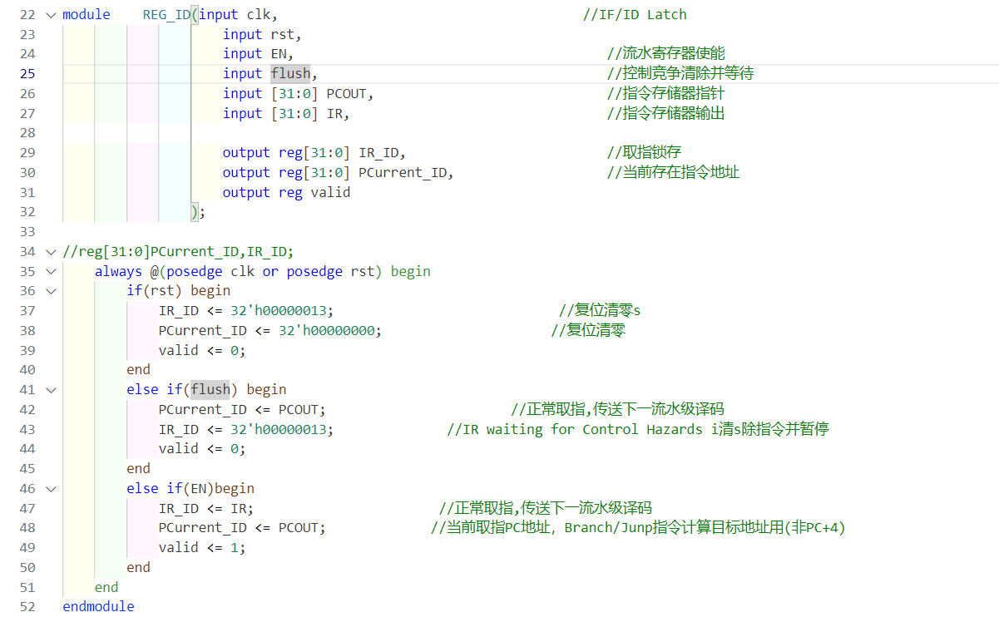 22 module REG_ID(input clk, //IF/ID Latch
23 input rst,
24 input EN, //流水寄存器使能
25 input flush, //控制竞争清除并等待
26 input [31:0] PCOUT, //指令存储器指针
27 input [31:0] IR, //指令存储器输出
28
29 output reg[31:0] IR_ID, //取指锁存
30 output reg[31:0] PCurrent_ID, //当前存在指令地址
31 output reg valid
32 );
33
34 //reg[31:0]PCurrent_ID,IR_ID;
35 always @(posedge clk or posedge rst) begin
36 if(rst) begin
37 IR_ID <= 32'h00000013; //复位清零s
38 PCurrent_ID <= 32'h00000000; //复位清零
39 valid <= 0;
40 end
41 else if(flush) begin
42 PCurrent_ID <= PCOUT; //正常取指,传送下一流水级译码
43 IR_ID <= 32'h00000013; //IR waiting for Control Hazards i清s除指令并暂停
44 valid <= 0;
45 end
46 else if(EN)begin
47 IR_ID <= IR; //正常取指,传送下一流水级译码
48 PCurrent_ID <= PCOUT; //当前取指PC地址, Branch/Junp指令计算目标地址用(非PC+4)
49 valid <= 1;
50 end
51 end
52 endmodule